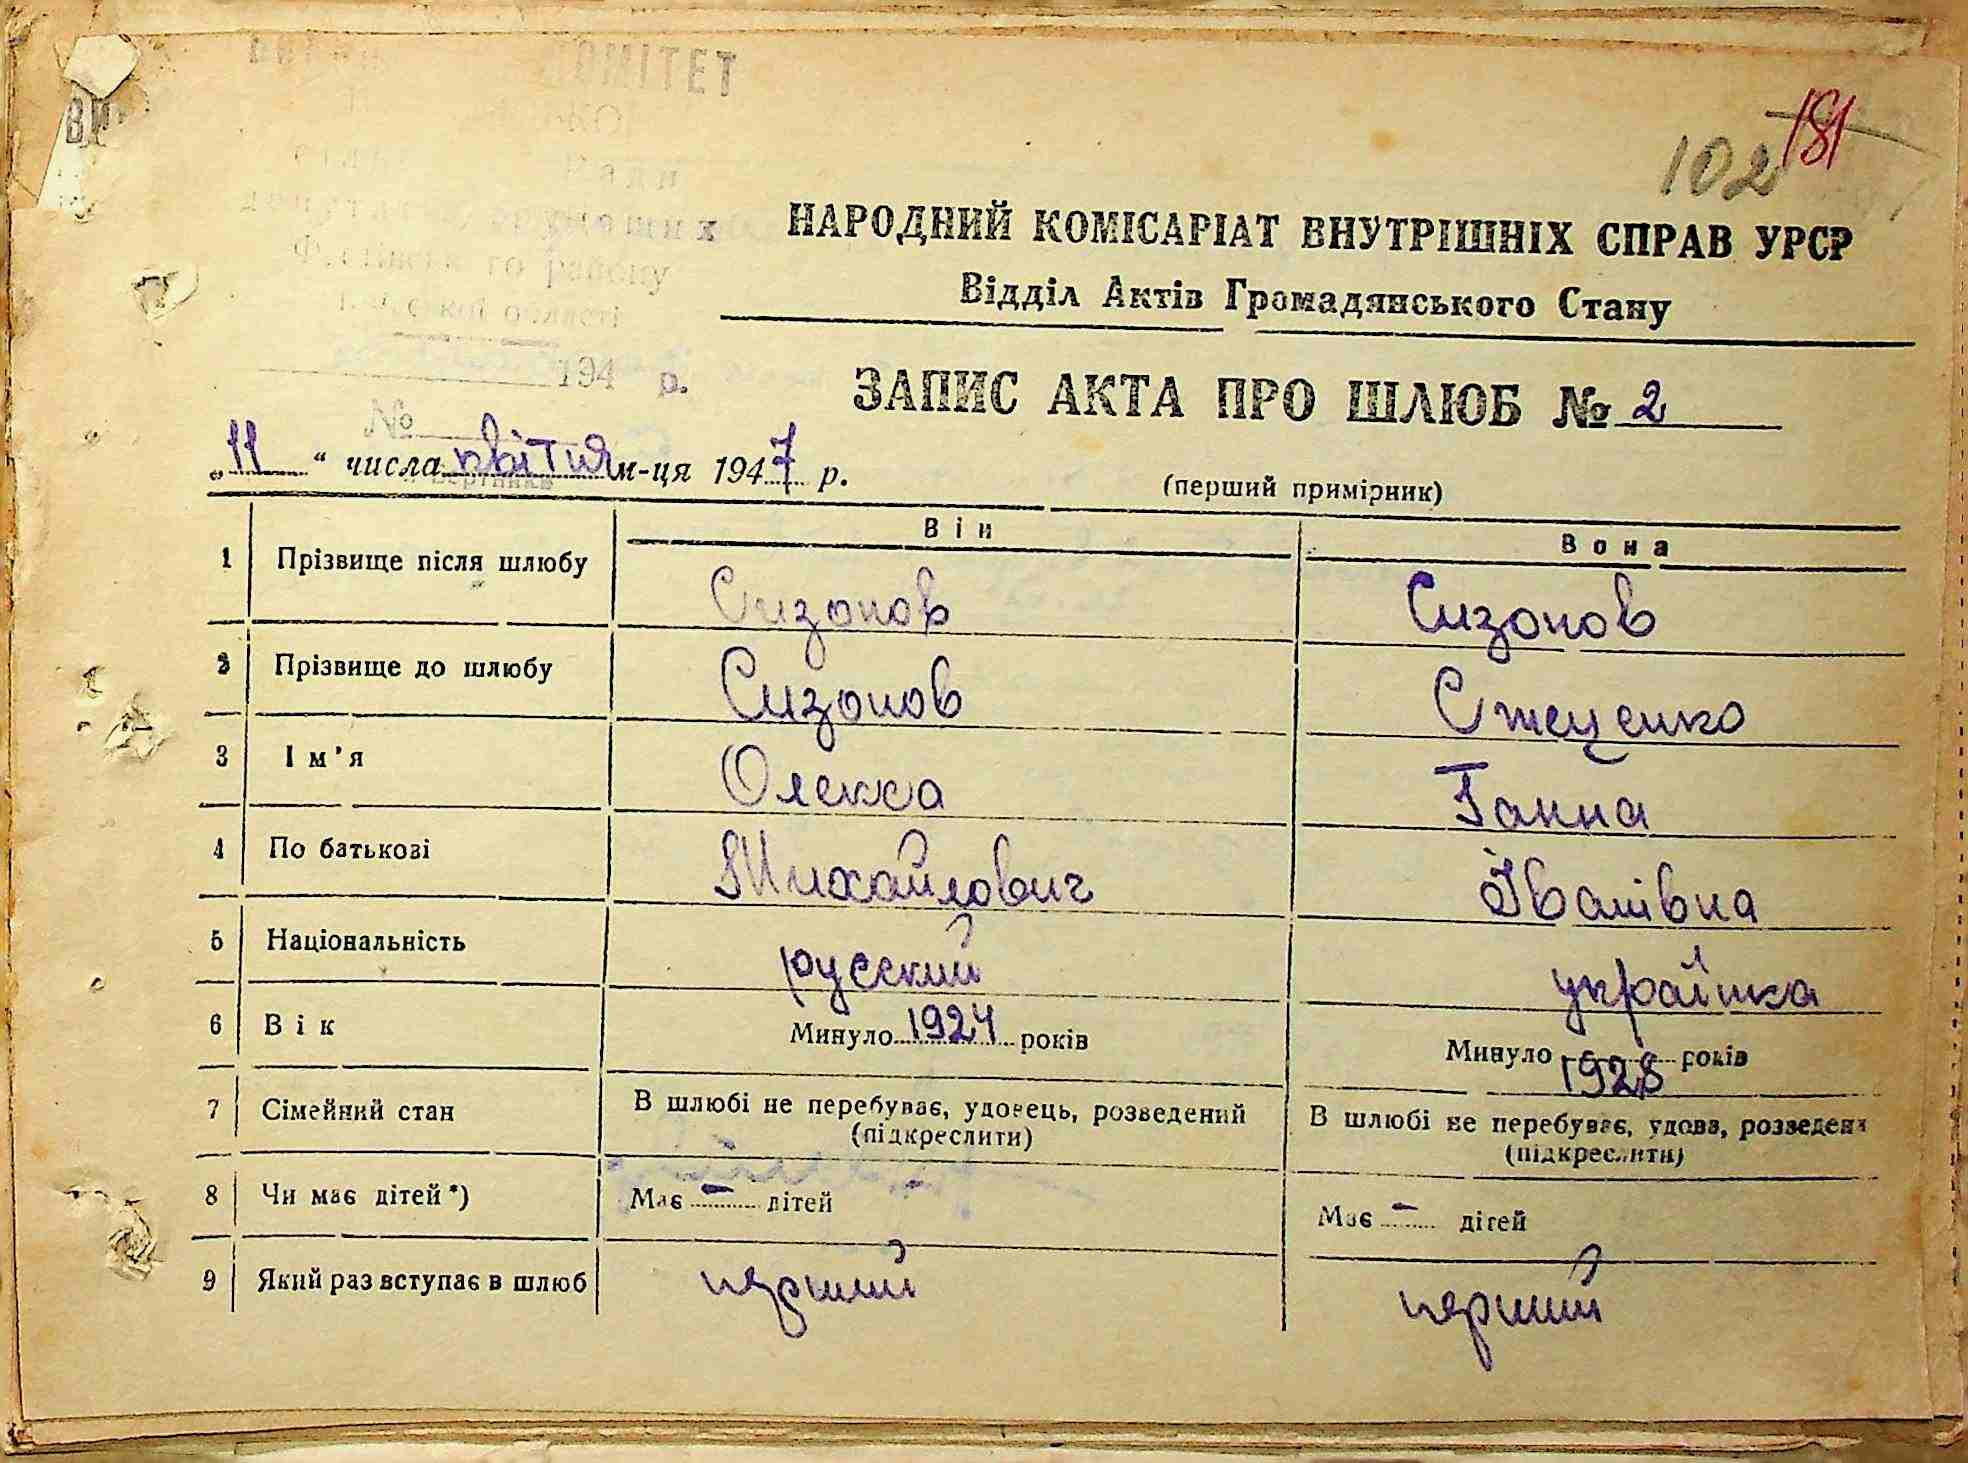 КОМІТЕТ
102 181
НАРОДНИЙ КОМІСАРІАТ ВНУТРІШНІХ СПРАВ УРСР
Відділ Актів Громадянського Стану
194 р.
ЗАПИС АКТА ПРО ШЛЮБ № 2
№
„11“ числа квітня м-ця 1947 р.
(перший примірник)
Він Вона
1 Прізвище після шлюбу Сизонов Сизонов
2 Прізвище до шлюбу Сизонов Стеценко
3 Ім'я Олекса Ганна
4 По батькові Михайлович Іванівна
5 Національність русский українка
6 Вік Минуло 1924 років Минуло 1928 років
7 Сімейний стан В шлюбі не перебуває, удовець, розведений (підкреслити) В шлюбі не перебуває, удова, розведена (підкреслити)
8 Чи має дітей*) Має – дітей Має – дітей
9 Який раз вступає в шлюб перший перший